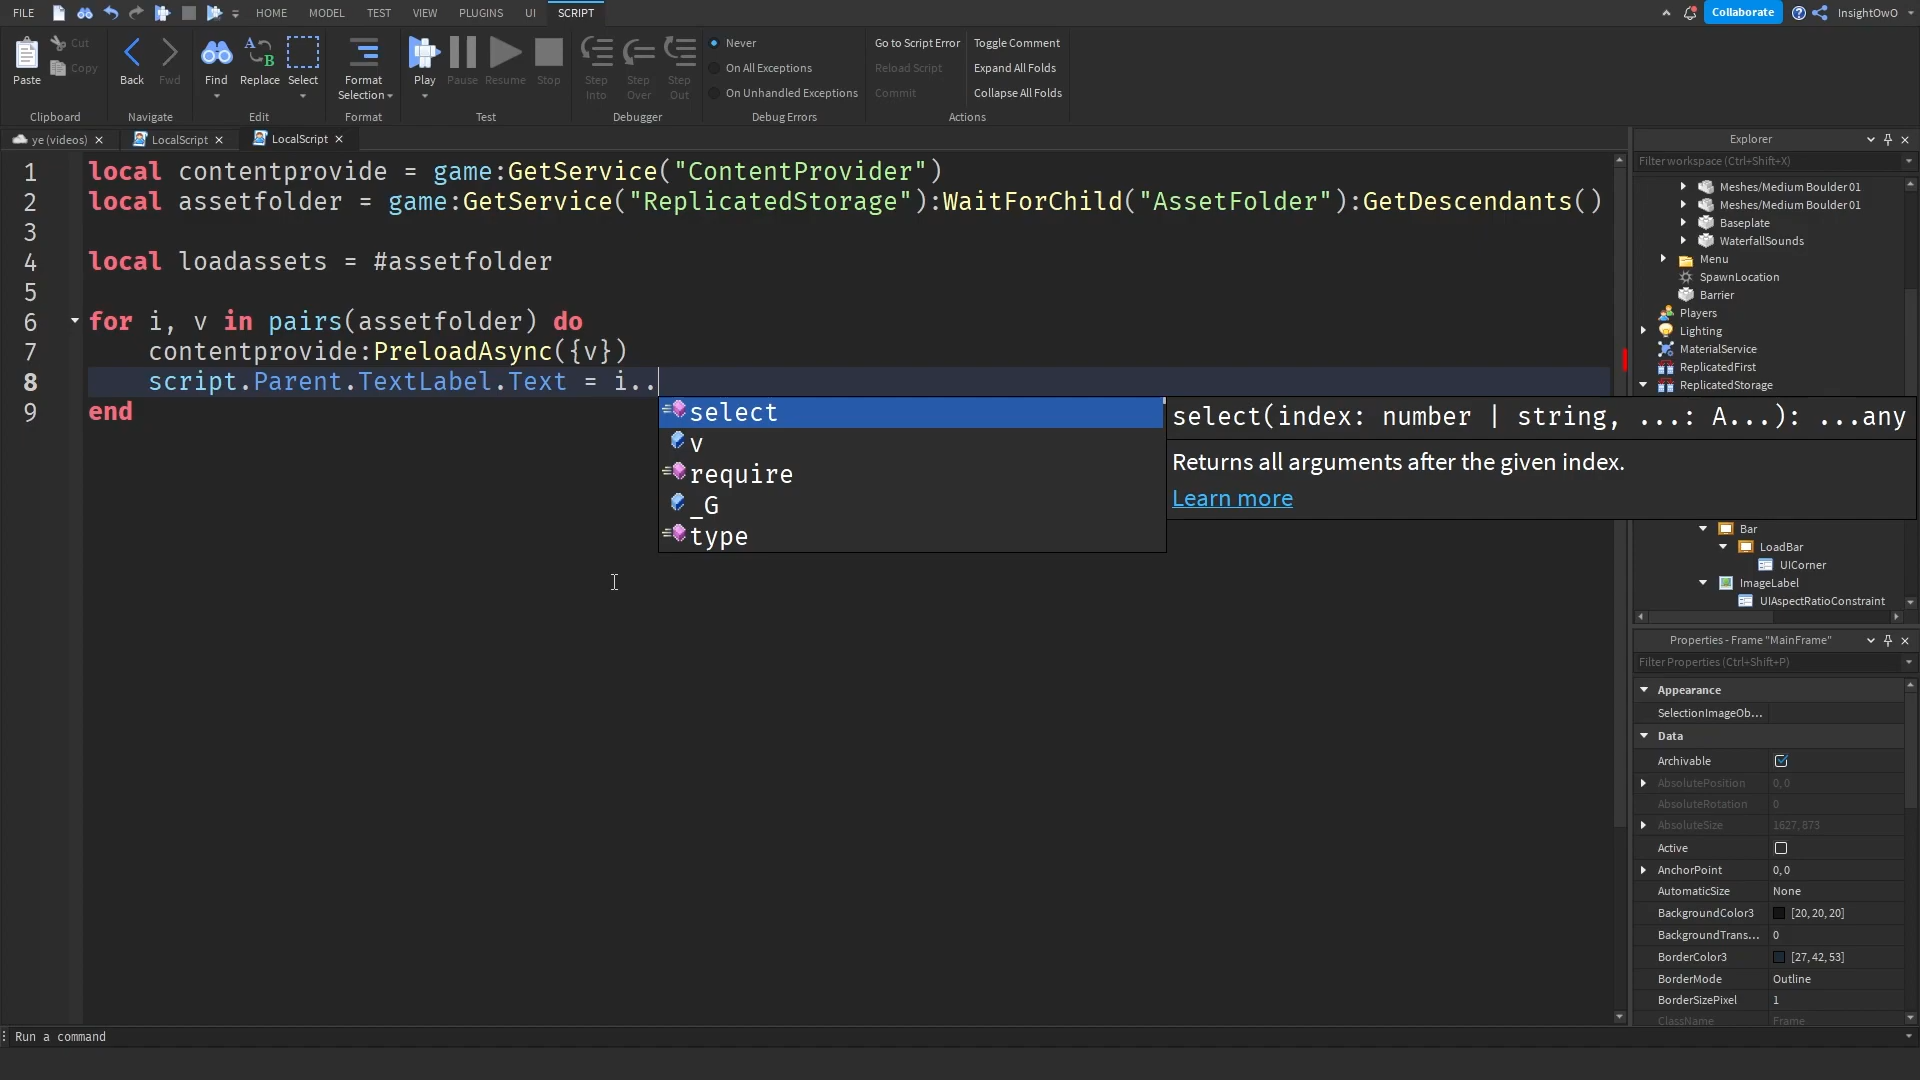 FILE HOME MODEL TEST VIEW PLUGINS UI SCRIPT Collaborate InsightOwO
Paste Cut Copy Back Fwd Find Replace Select Format Selection Play Pause Resume Stop Step Into Step Over Step Out
Never Go to Script Error Toggle Comment
On All Exceptions Reload Script Expand All Folds
On Unhandled Exceptions Commit Collapse All Folds
Clipboard Navigate Edit Format Test Debugger Debug Errors Actions
ye (videos) LocalScript LocalScript
1 local contentprovide = game:GetService("ContentProvider")
2 local assetfolder = game:GetService("ReplicatedStorage"):WaitForChild("AssetFolder"):GetDescendants()
3
4 local loadassets = #assetfolder
5
6 for i, v in pairs(assetfolder) do
7 contentprovide:PreloadAsync({v})
8 script.Parent.TextLabel.Text = i..
9 end
select
v
require
_G
type
select(index: number | string, ...: A...): ...any
Returns all arguments after the given index.
Learn more
Explorer
Filter workspace (Ctrl+Shift+X)
Meshes/Medium Boulder 01
Meshes/Medium Boulder 01
Baseplate
WaterfallSounds
Menu
SpawnLocation
Barrier
Players
Lighting
MaterialService
ReplicatedFirst
ReplicatedStorage
Bar
LoadBar
UICorner
ImageLabel
UIAspectRatioConstraint
Properties - Frame "MainFrame"
Filter Properties (Ctrl+Shift+P)
Appearance
SelectionImageOb...
Data
Archivable
AbsolutePosition 0, 0
AbsoluteRotation 0
AbsoluteSize 1627, 873
Active
AnchorPoint 0, 0
AutomaticSize None
BackgroundColor3 [20, 20, 20]
BackgroundTrans... 0
BorderColor3 [27, 42, 53]
BorderMode Outline
BorderSizePixel 1
ClassName Frame
Run a command